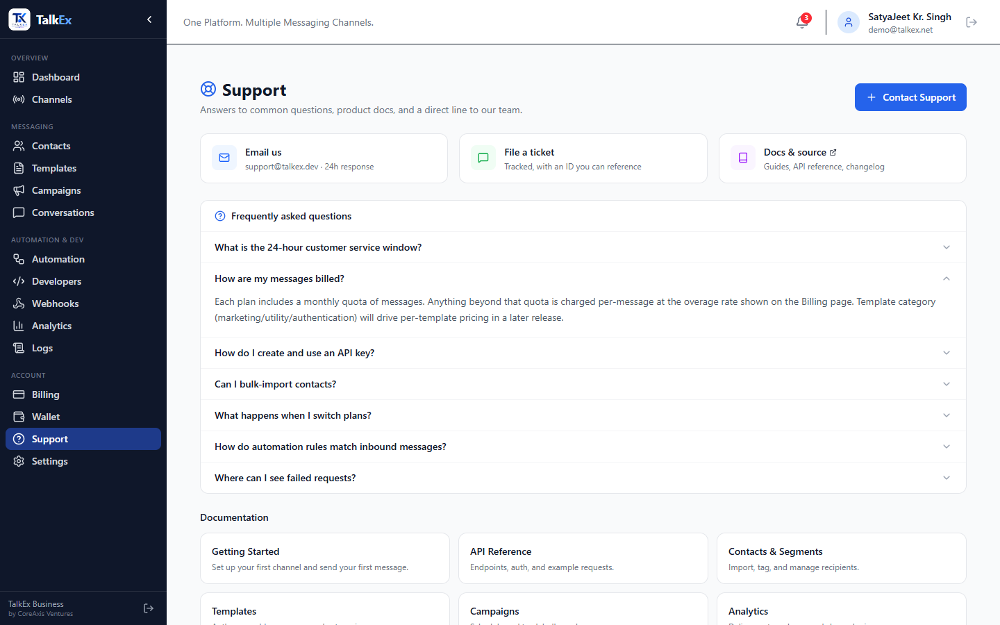 TK
TALKEX
TalkEx
One Platform. Multiple Messaging Channels.
3
SatyaJeet Kr. Singh
demo@talkex.net
OVERVIEW
Dashboard
Channels
MESSAGING
Contacts
Templates
Campaigns
Conversations
AUTOMATION & DEV
Automation
Developers
Webhooks
Analytics
Logs
ACCOUNT
Billing
Wallet
Support
Settings
TalkEx Business
by CoreAxis Ventures
Support
Answers to common questions, product docs, and a direct line to our team.
Contact Support
Email us
support@talkex.dev · 24h response
File a ticket
Tracked, with an ID you can reference
Docs & source
Guides, API reference, changelog
Frequently asked questions
What is the 24-hour customer service window?
How are my messages billed?
Each plan includes a monthly quota of messages. Anything beyond that quota is charged per-message at the overage rate shown on the Billing page. Template category
(marketing/utility/authentication) will drive per-template pricing in a later release.
How do I create and use an API key?
Can I bulk-import contacts?
What happens when I switch plans?
How do automation rules match inbound messages?
Where can I see failed requests?
Documentation
Getting Started
Set up your first channel and send your first message.
API Reference
Endpoints, auth, and example requests.
Contacts & Segments
Import, tag, and manage recipients.
Templates
Campaigns
Analytics